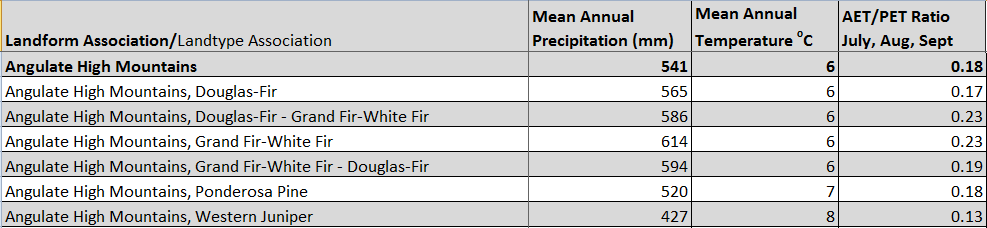 Mean Annual Mean Annual AET/PET Ratio
Landform Association/Landtype Association Precipitation (mm) Temperature °C July, Aug, Sept
Angulate High Mountains 541 6 0.18
Angulate High Mountains, Douglas-Fir 565 6 0.17
Angulate High Mountains, Douglas-Fir - Grand Fir-White Fir 586 6 0.23
Angulate High Mountains, Grand Fir-White Fir 614 6 0.23
Angulate High Mountains, Grand Fir-White Fir - Douglas-Fir 594 6 0.19
Angulate High Mountains, Ponderosa Pine 520 7 0.18
Angulate High Mountains, Western Juniper 427 8 0.13